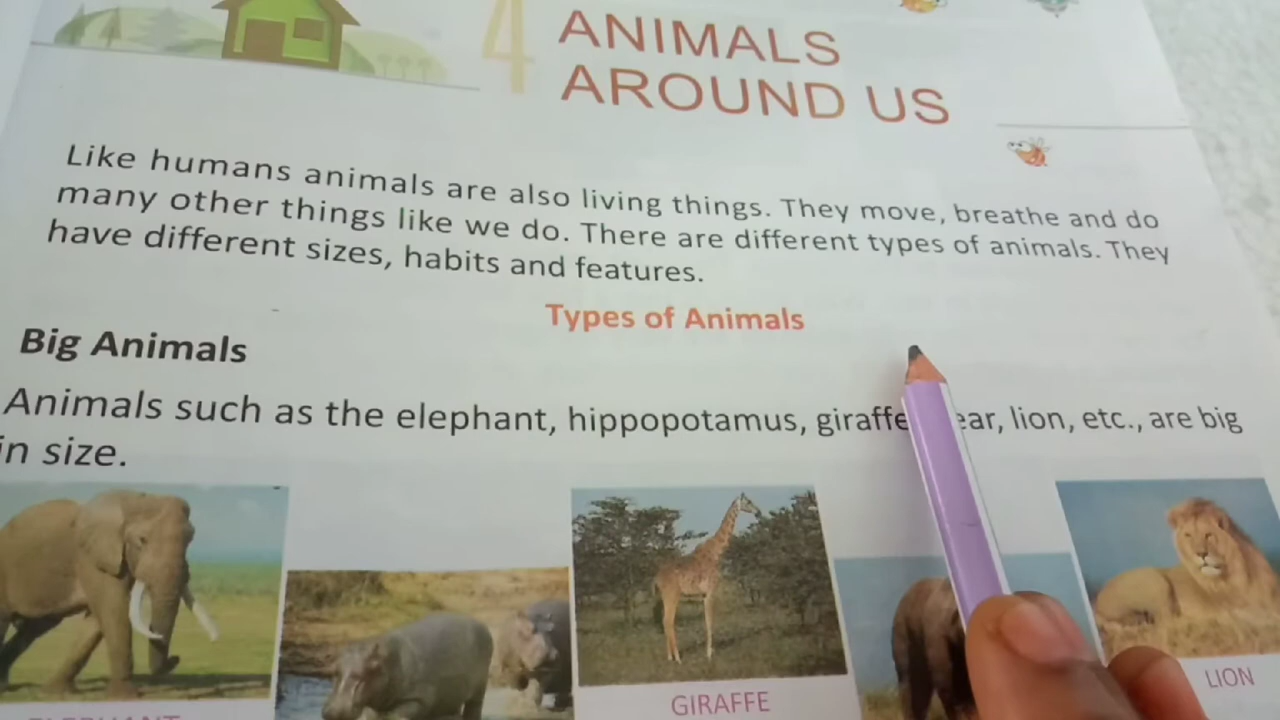 4
ANIMALS
AROUND US
Like humans animals are also living things. They move, breathe and do
many other things like we do. There are different types of animals. They
have different sizes, habits and features.
Types of Animals
Big Animals
Animals such as the elephant, hippopotamus, giraffe lion, etc., are big
in size.
GIRAFFE
LION